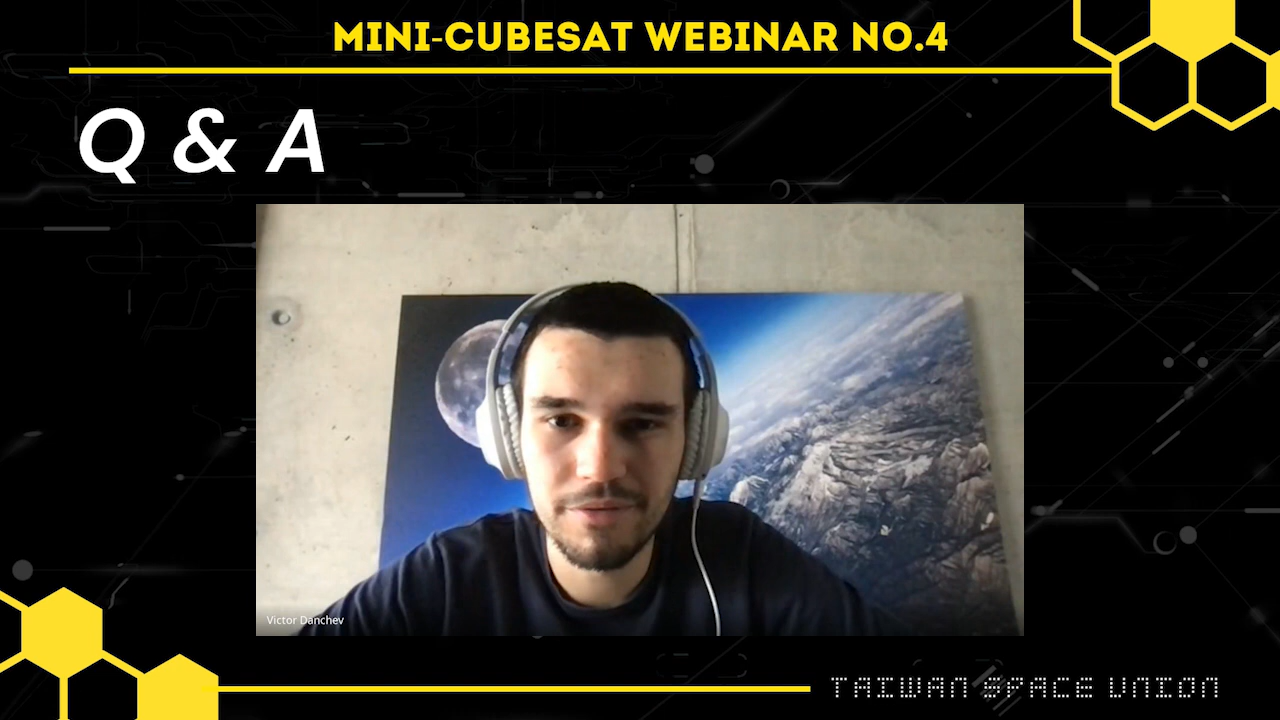 MINI-CUBESAT WEBINAR NO.4
Q & A
Victor Danchev
TAIWAN SPACE UNION